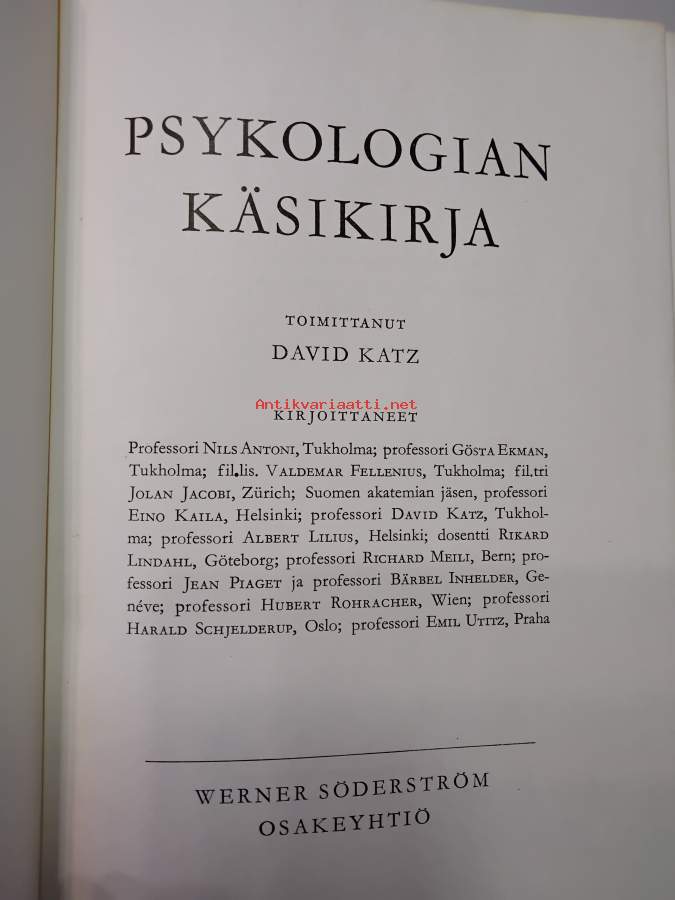 PSYKOLOGIAN
KÄSIKIRJA
TOIMITTANUT
DAVID KATZ
Antikvariaatti.net
KIRJOITTANEET
Professori NILS ANTONI, Tukholma; professori GÖSTA EKMAN,
Tukholma; fil.lis. VALDEMAR FELLENIUS, Tukholma; fil.tri
JOLAN JACOBI, Zürich; Suomen akatemian jäsen, professori
EINO KAILA, Helsinki; professori DAVID KATZ, Tukhol-
ma; professori ALBERT LILIUS, Helsinki; dosentti RIKARD
LINDAHL, Göteborg; professori RICHARD MEILI, Bern; pro-
fessori JEAN PIAGET ja professori BÄRBEL INHELDER, Ge-
néve; professori HUBERT ROHRACHER, Wien; professori
HARALD SCHJELDERUP, Oslo; professori EMIL UTITZ, Praha
WERNER SÖDERSTRÖM
OSAKEYHTIÖ